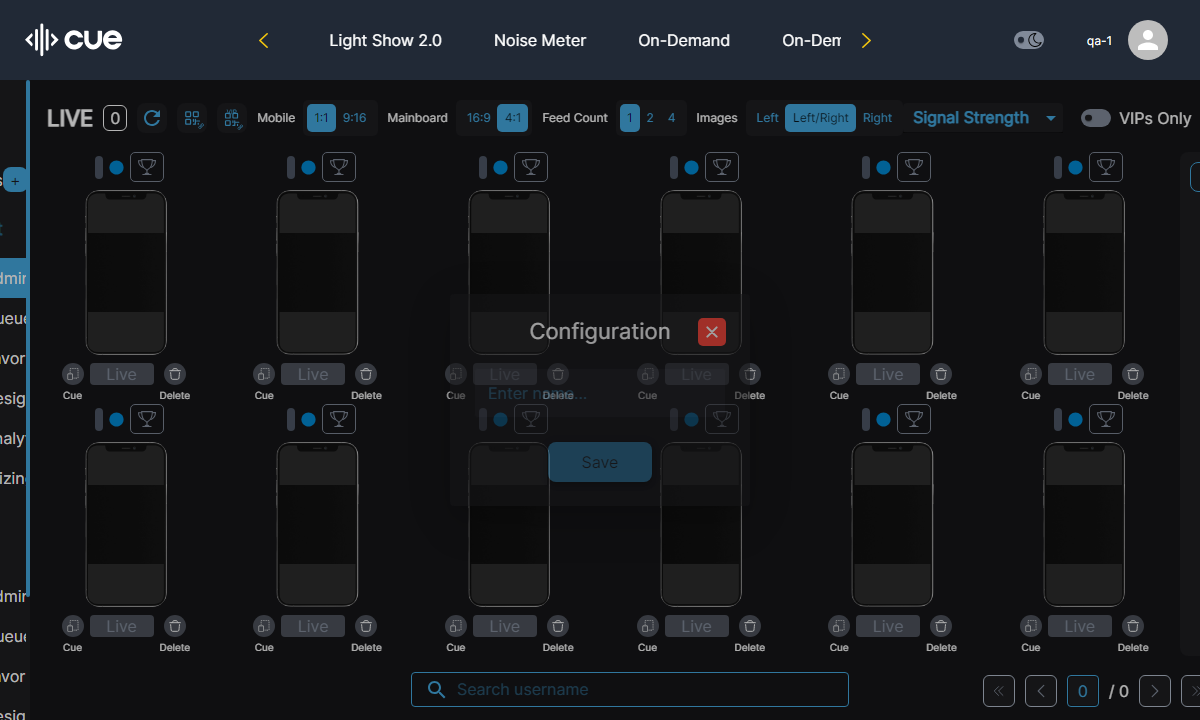 cue
Light Show 2.0
Noise Meter
On-Demand
On-Dem
qa-1
LIVE 0
Mobile 1:1 9:16
Mainboard 16:9 4:1
Feed Count 1 2 4
Images Left Left/Right Right
Signal Strength
VIPs Only
s +
t
dmin
ueue
avor
esig
nalyt
izing
dmin
ueue
avor
esig
Live Live Live Live Live Live
Cue Delete Cue Delete Cue Delete Cue Delete Cue Delete Cue Delete
Configuration
Enter name...
Save
Live Live Live Live Live Live
Cue Delete Cue Delete Cue Delete Cue Delete Cue Delete Cue Delete
Search username
0 / 0